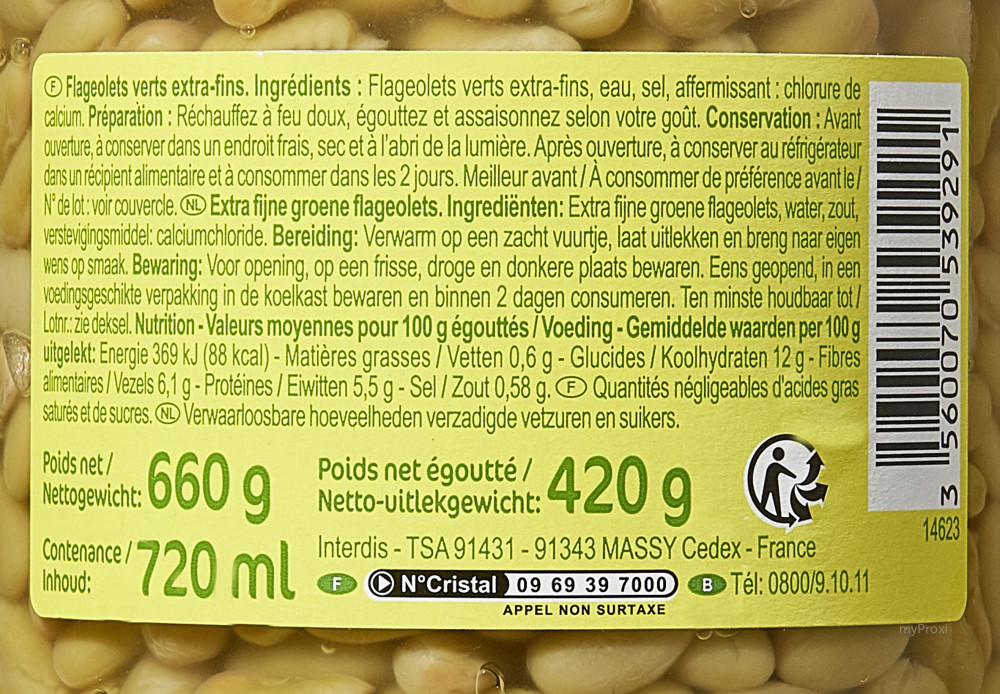 Ⓕ Flageolets verts extra-fins. Ingrédients : Flageolets verts extra-fins, eau, sel, affermissant : chlorure de
calcium. Préparation : Réchauffez à feu doux, égouttez et assaisonnez selon votre goût. Conservation : Avant
ouverture, à conserver dans un endroit frais, sec et à l'abri de la lumière. Après ouverture, à conserver au réfrigérateur
dans un récipient alimentaire et à consommer dans les 2 jours. Meilleur avant / À consommer de préférence avant le /
N° de lot : voir couvercle. (NL) Extra fijne groene flageolets. Ingrediënten: Extra fijne groene flageolets, water, zout,
verstevigingsmiddel: calciumchloride. Bereiding: Verwarm op een zacht vuurtje, laat uitlekken en breng naar eigen
wens op smaak. Bewaring: Voor opening, op een frisse, droge en donkere plaats bewaren. Eens geopend, in een
voedingsgeschikte verpakking in de koelkast bewaren en binnen 2 dagen consumeren. Ten minste houdbaar tot /
Lotnr.: zie deksel. Nutrition - Valeurs moyennes pour 100 g égouttés / Voeding - Gemiddelde waarden per 100 g
uitgelekt: Energie 369 kJ (88 kcal) - Matières grasses / Vetten 0,6 g - Glucides / Koolhydraten 12 g - Fibres
alimentaires / Vezels 6,1 g - Protéines / Eiwitten 5,5 g - Sel / Zout 0,58 g. Ⓕ Quantités négligeables d'acides gras
saturés et de sucres. (NL) Verwaarloosbare hoeveelheden verzadigde vetzuren en suikers.
Poids net /
Nettogewicht: 660 g
Poids net égoutté /
Netto-uitlekgewicht: 420 g
Contenance /
Inhoud: 720 ml
Interdis - TSA 91431 - 91343 MASSY Cedex - France
F N°Cristal 09 69 39 7000 B Tél: 0800/9.10.11
APPEL NON SURTAXE
3 560070 539291
14623
myProxi